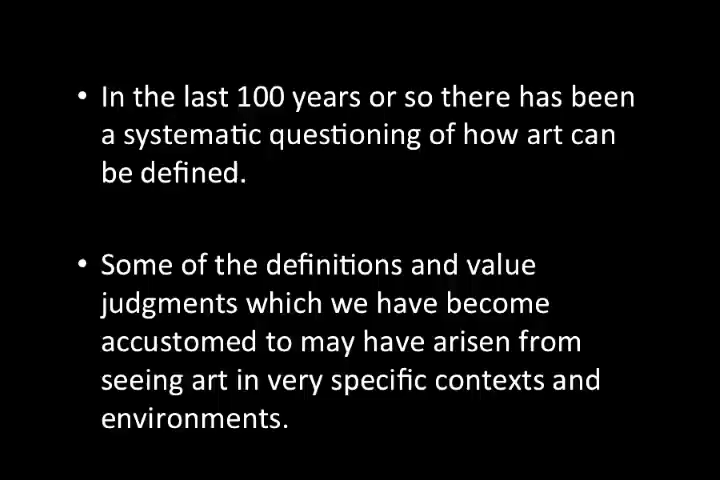 • In the last 100 years or so there has been
a systematic questioning of how art can
be defined.
• Some of the definitions and value
judgments which we have become
accustomed to may have arisen from
seeing art in very specific contexts and
environments.